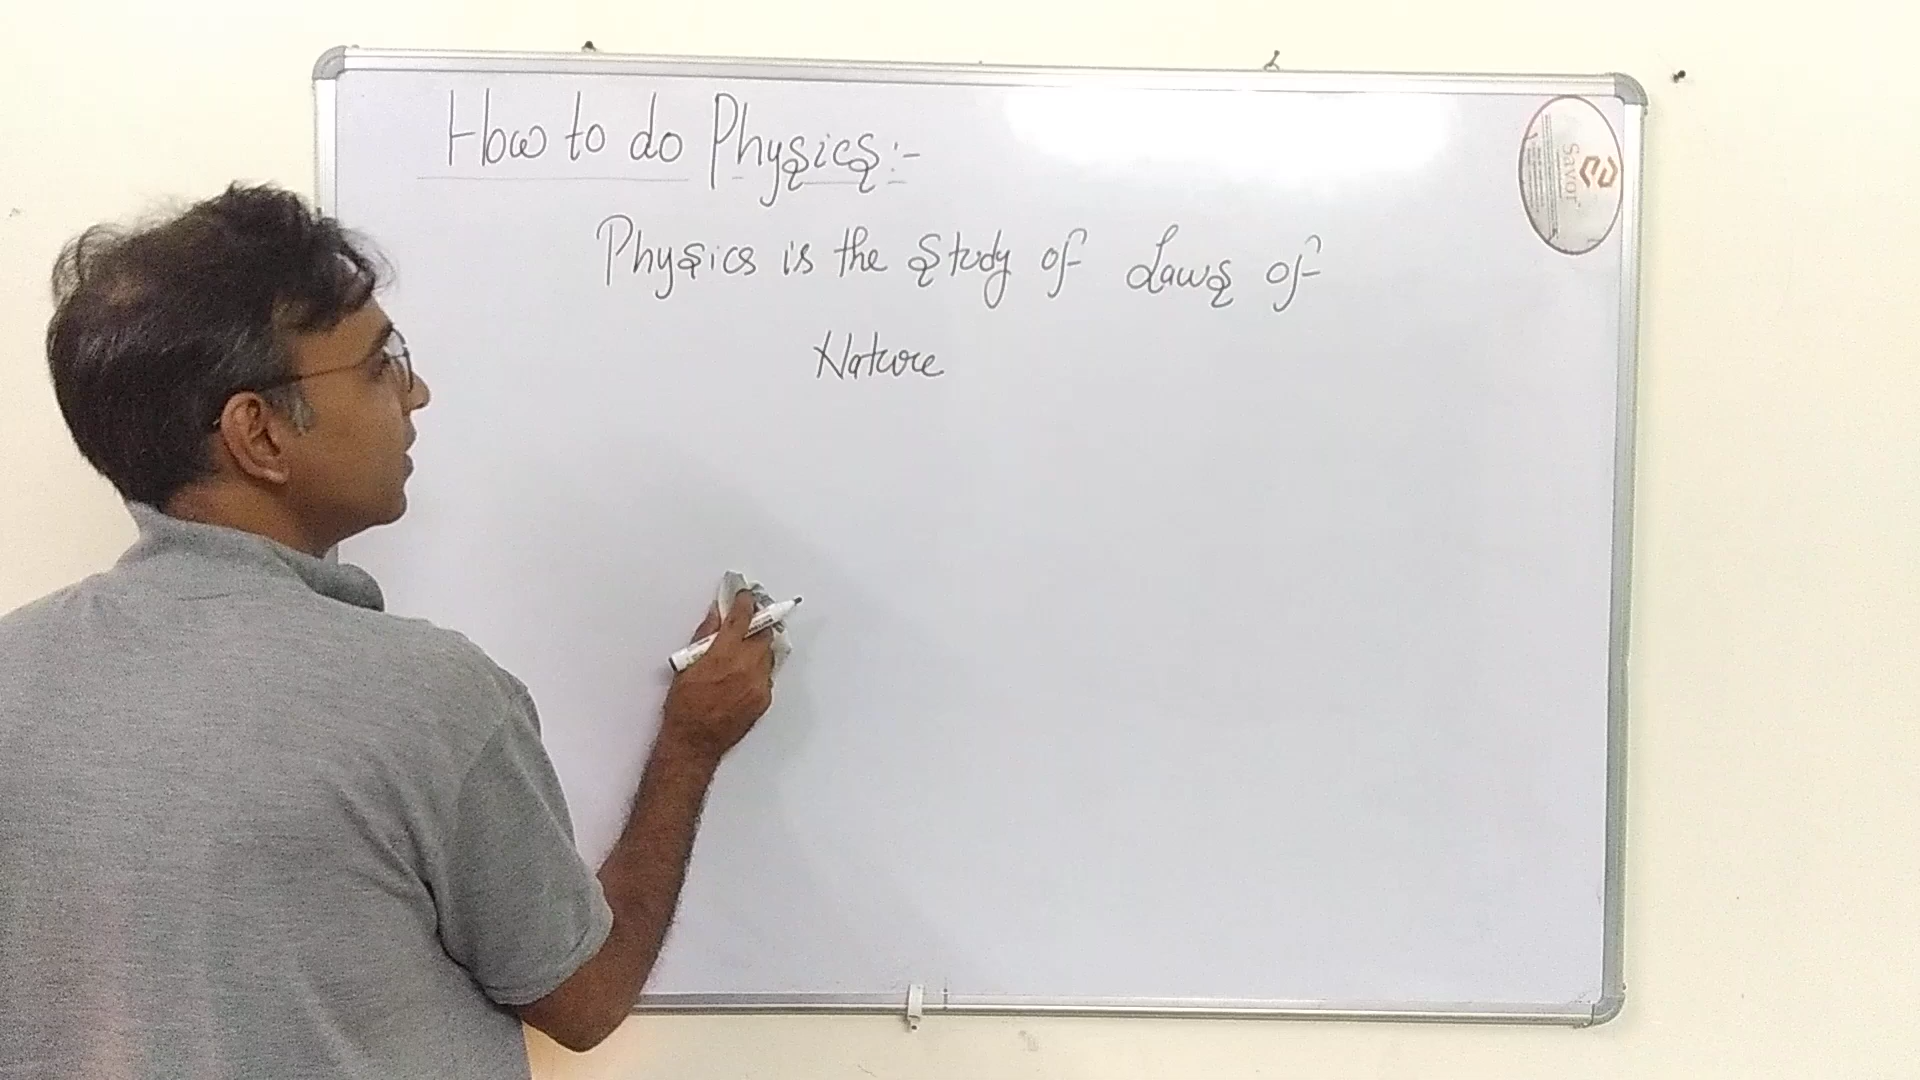 How to do Physics:-
Physics is the study of Laws of
Nature
Savor